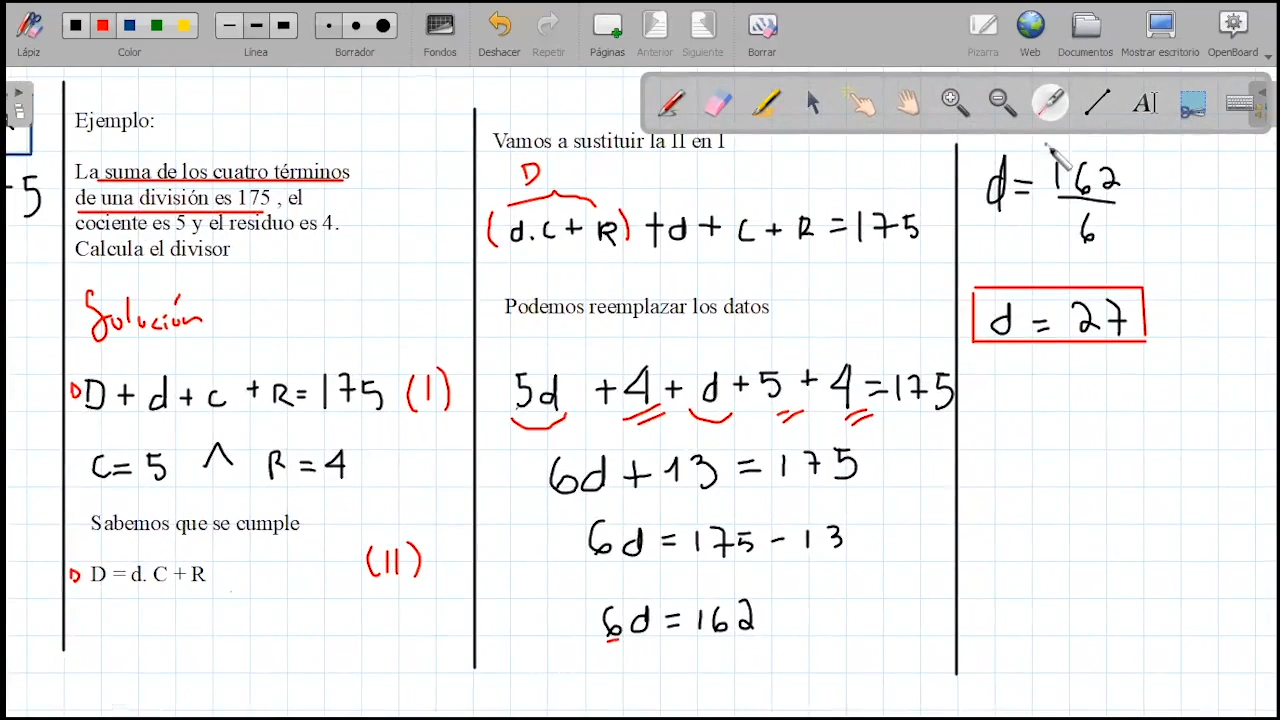 Lápiz
Color
Línea
Borrador
Fondos
Deshacer
Repetir
Páginas
Anterior
Siguiente
Borrar
Pizarra
Web
Documentos
Mostrar escritorio
OpenBoard
-5
Ejemplo:
La suma de los cuatro términos
de una división es 175 , el
cociente es 5 y el residuo es 4.
Calcula el divisor
Solución
D + d + c + R = 175 (I)
C = 5 ∧ R = 4
Sabemos que se cumple
(II)
D = d. C + R
Vamos a sustituir la II en I
D
(d.c + R) + d + c + R = 175
Podemos reemplazar los datos
5d + 4 + d + 5 + 4 = 175
6d + 13 = 175
6d = 175 - 13
6d = 162
d = 162
6
d = 27